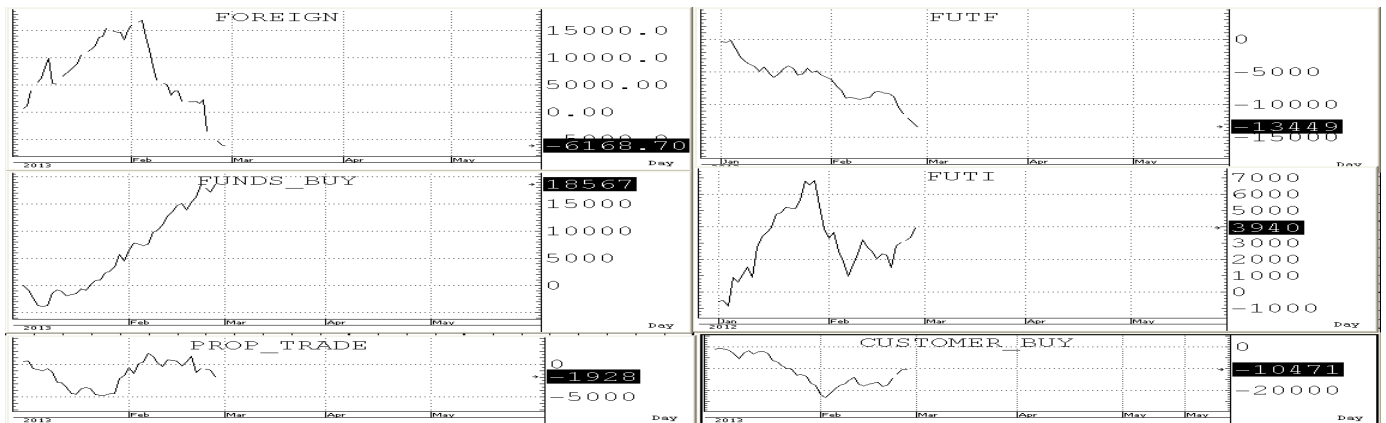 FOREIGN
15000.0
10000.0
5000.00
0.00
-5000.0
-6168.70
Feb Mar Apr May
2013 Day
FUTF
0
-5000
-10000
-13449
-15000
Jan Feb Mar Apr May
Day
FUNDS_BUY
18567
15000
10000
5000
0
Feb Mar Apr May
2013 Day
FUTI
7000
6000
5000
3940
3000
2000
1000
0
-1000
Jan Feb Mar Apr May
2012 Day
PROP_TRADE
0
-1928
-5000
Feb Mar Apr May
2013 Day
CUSTOMER_BUY
0
-10471
-20000
Feb Mar Apr May May
2013 Day